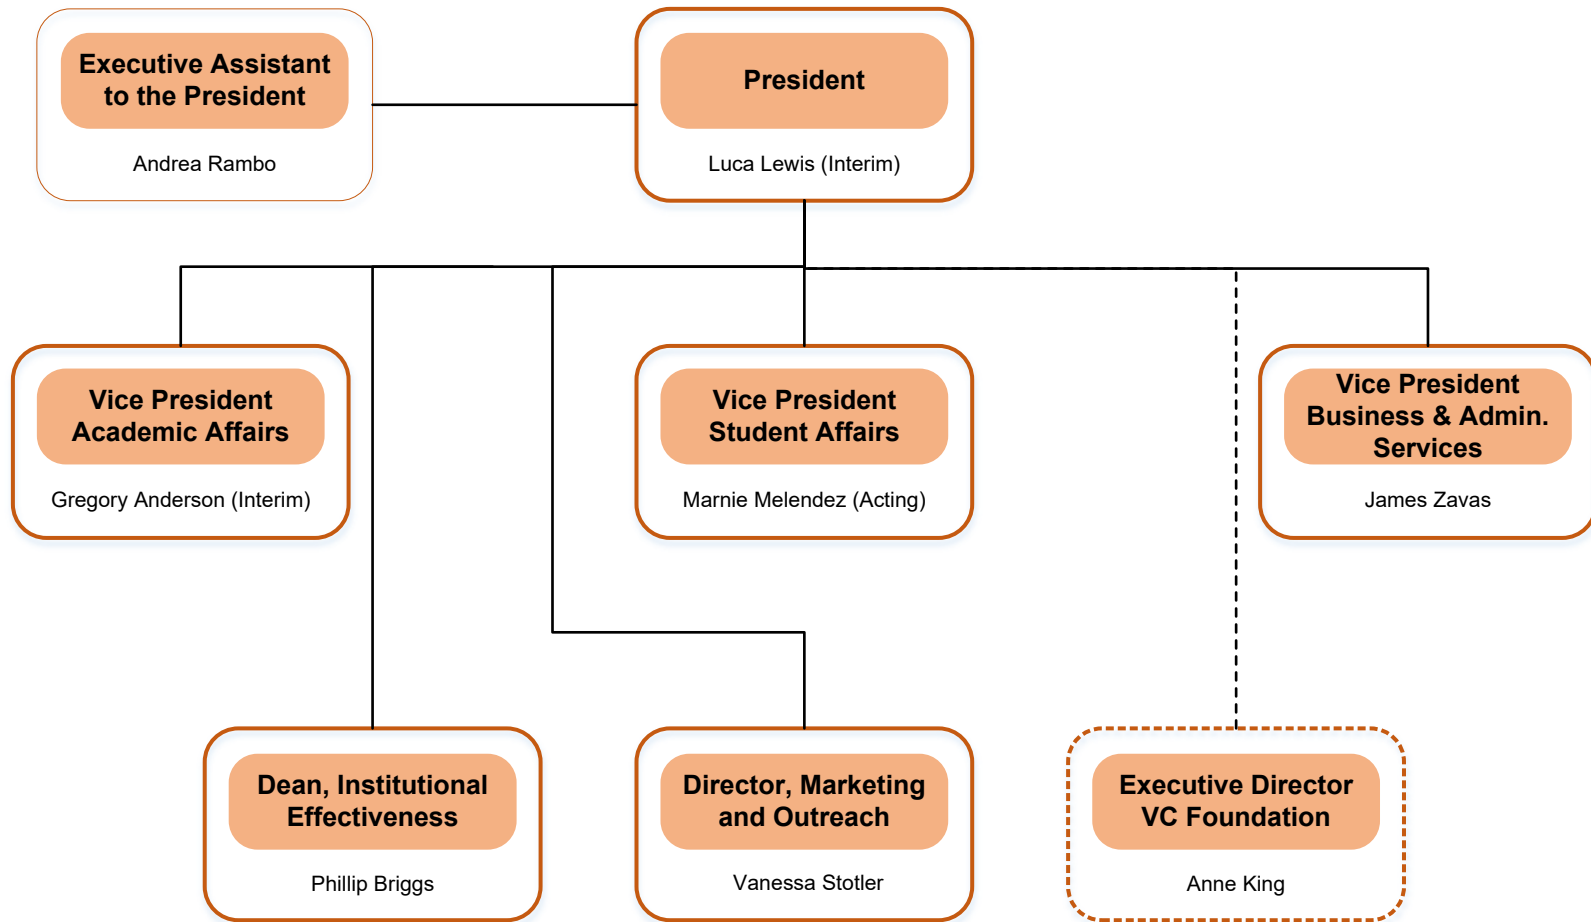 Executive Assistant
to the President
Andrea Rambo
President
Luca Lewis (Interim)
Vice President
Academic Affairs
Gregory Anderson (Interim)
Vice President
Student Affairs
Marnie Melendez (Acting)
Vice President
Business & Admin.
Services
James Zavas
Dean, Institutional
Effectiveness
Phillip Briggs
Director, Marketing
and Outreach
Vanessa Stotler
Executive Director
VC Foundation
Anne King